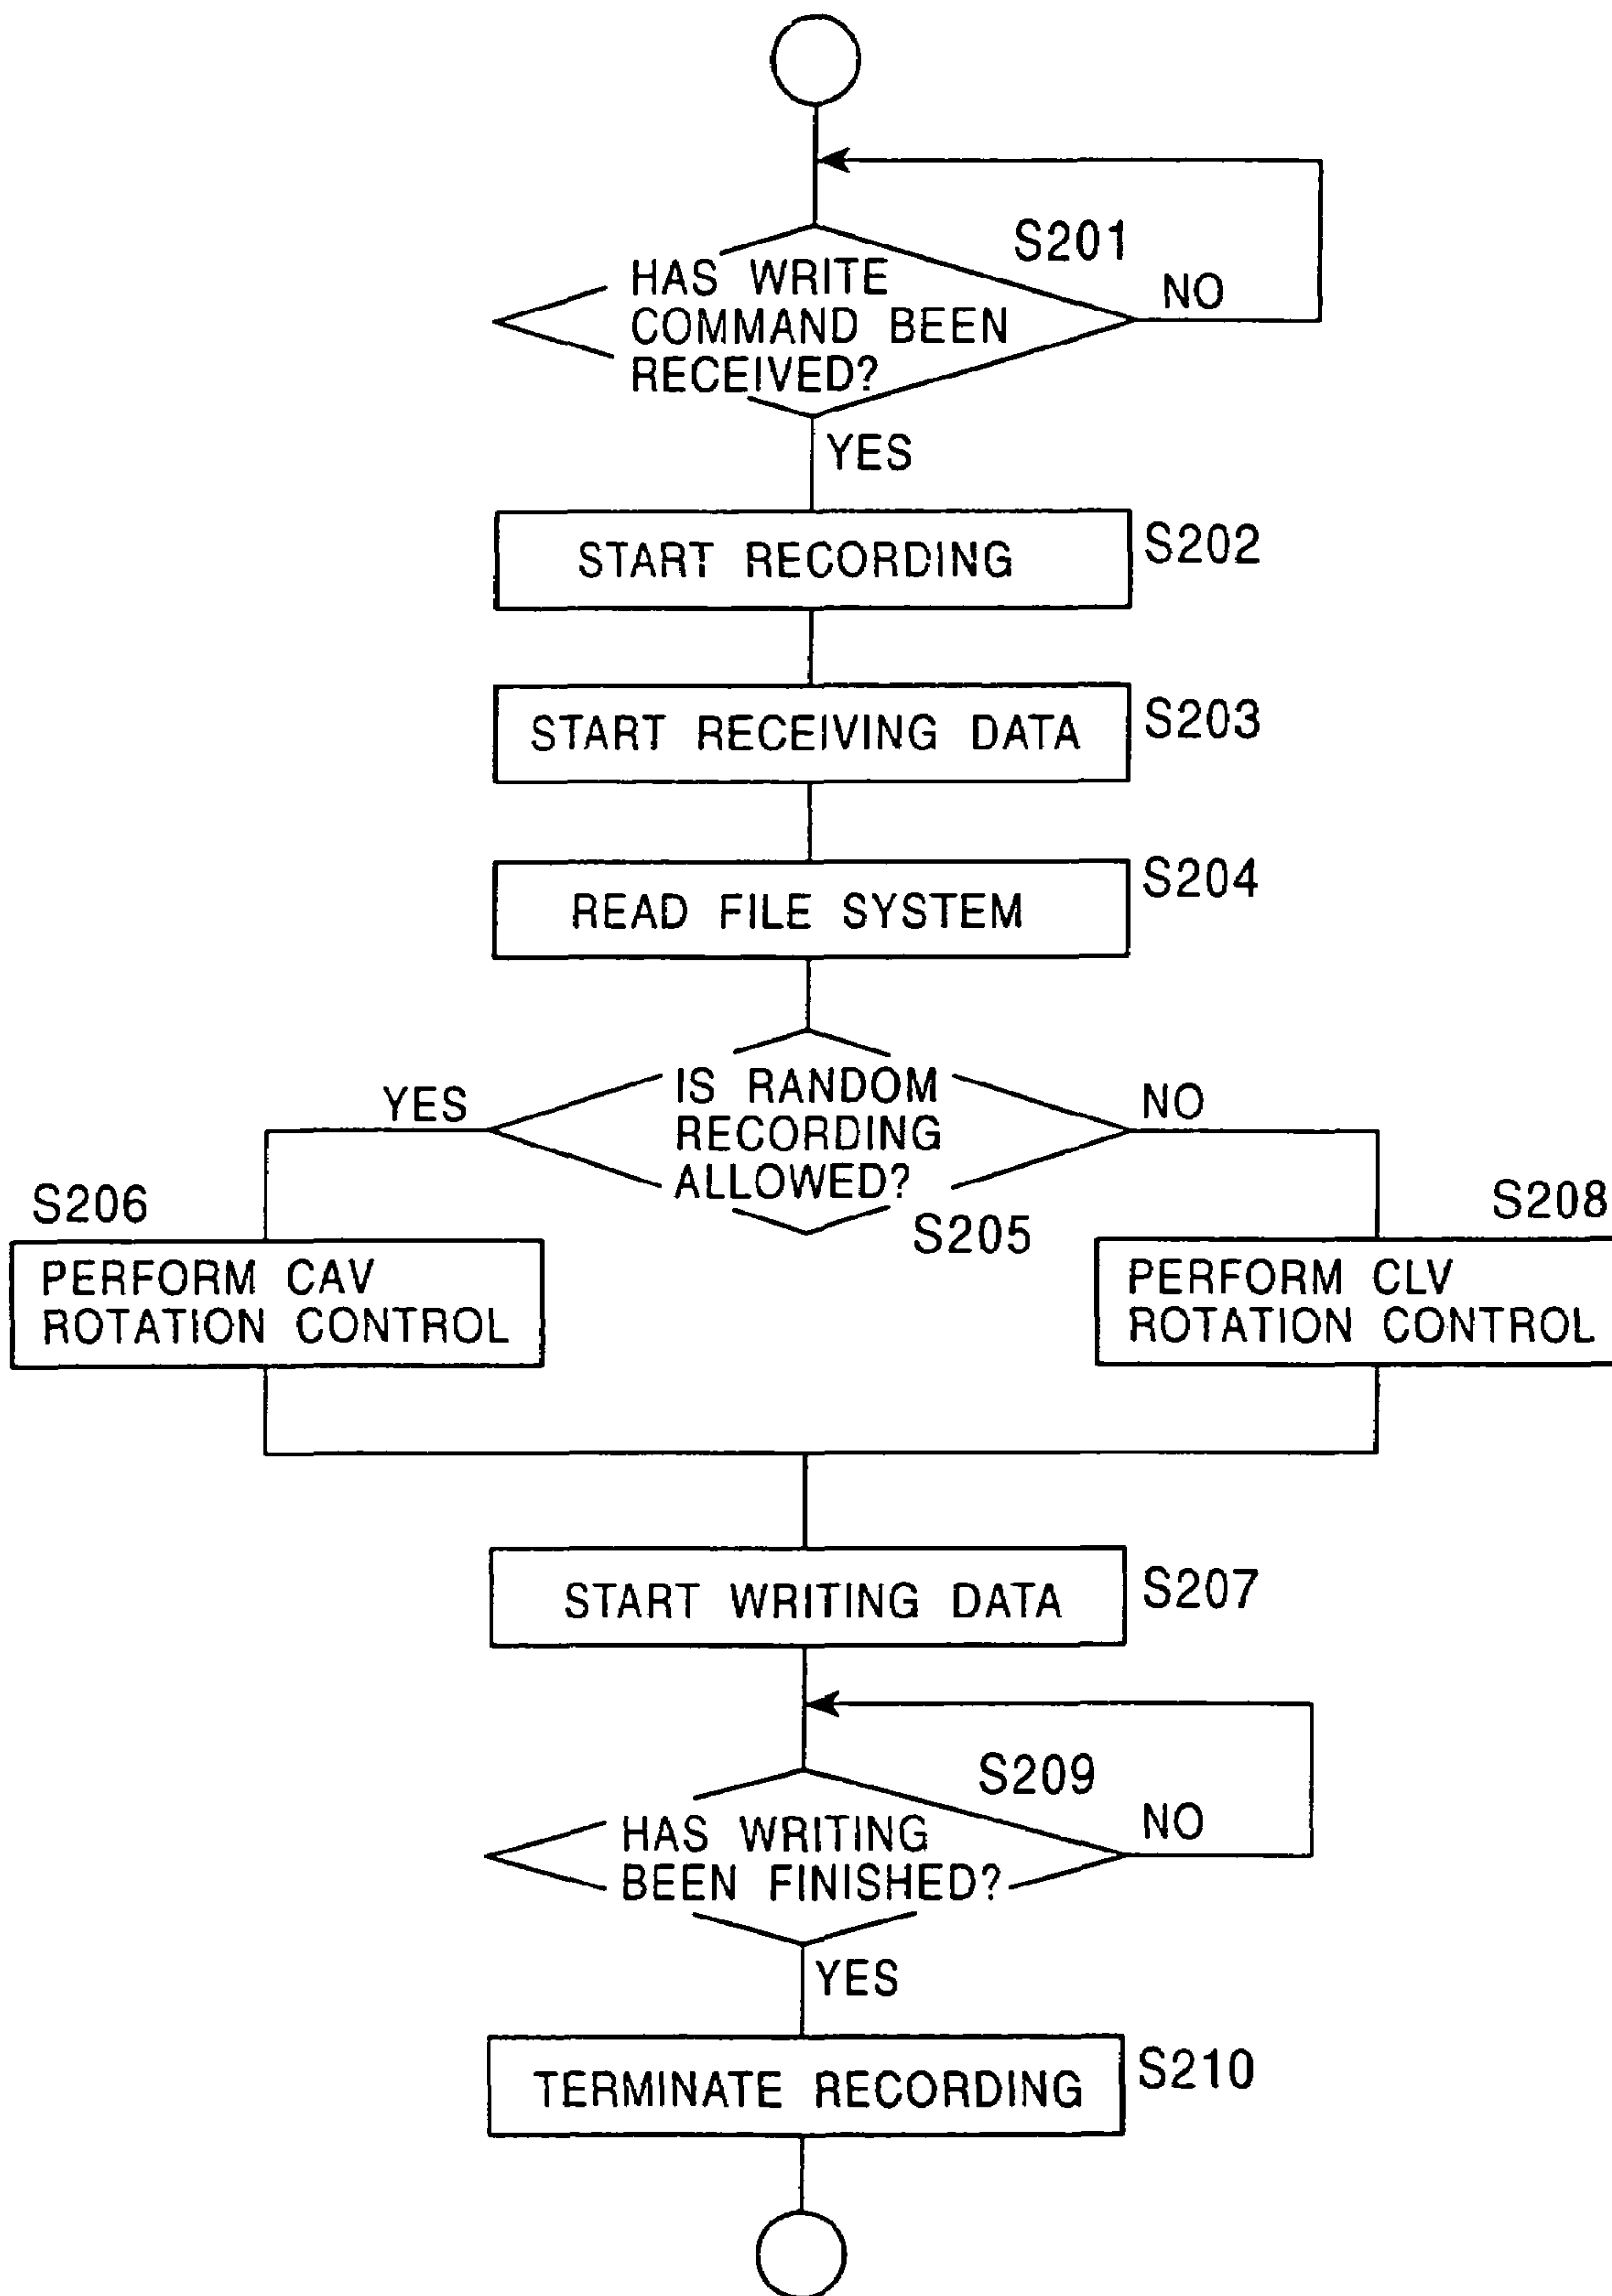 S201
HAS WRITE
COMMAND BEEN
RECEIVED?
NO
YES
START RECORDING
S202
START RECEIVING DATA
S203
READ FILE SYSTEM
S204
IS RANDOM
RECORDING
ALLOWED?
YES
NO
S205
S206
PERFORM CAV
ROTATION CONTROL
S208
PERFORM CLV
ROTATION CONTROL
START WRITING DATA
S207
S209
HAS WRITING
BEEN FINISHED?
NO
YES
TERMINATE RECORDING
S210